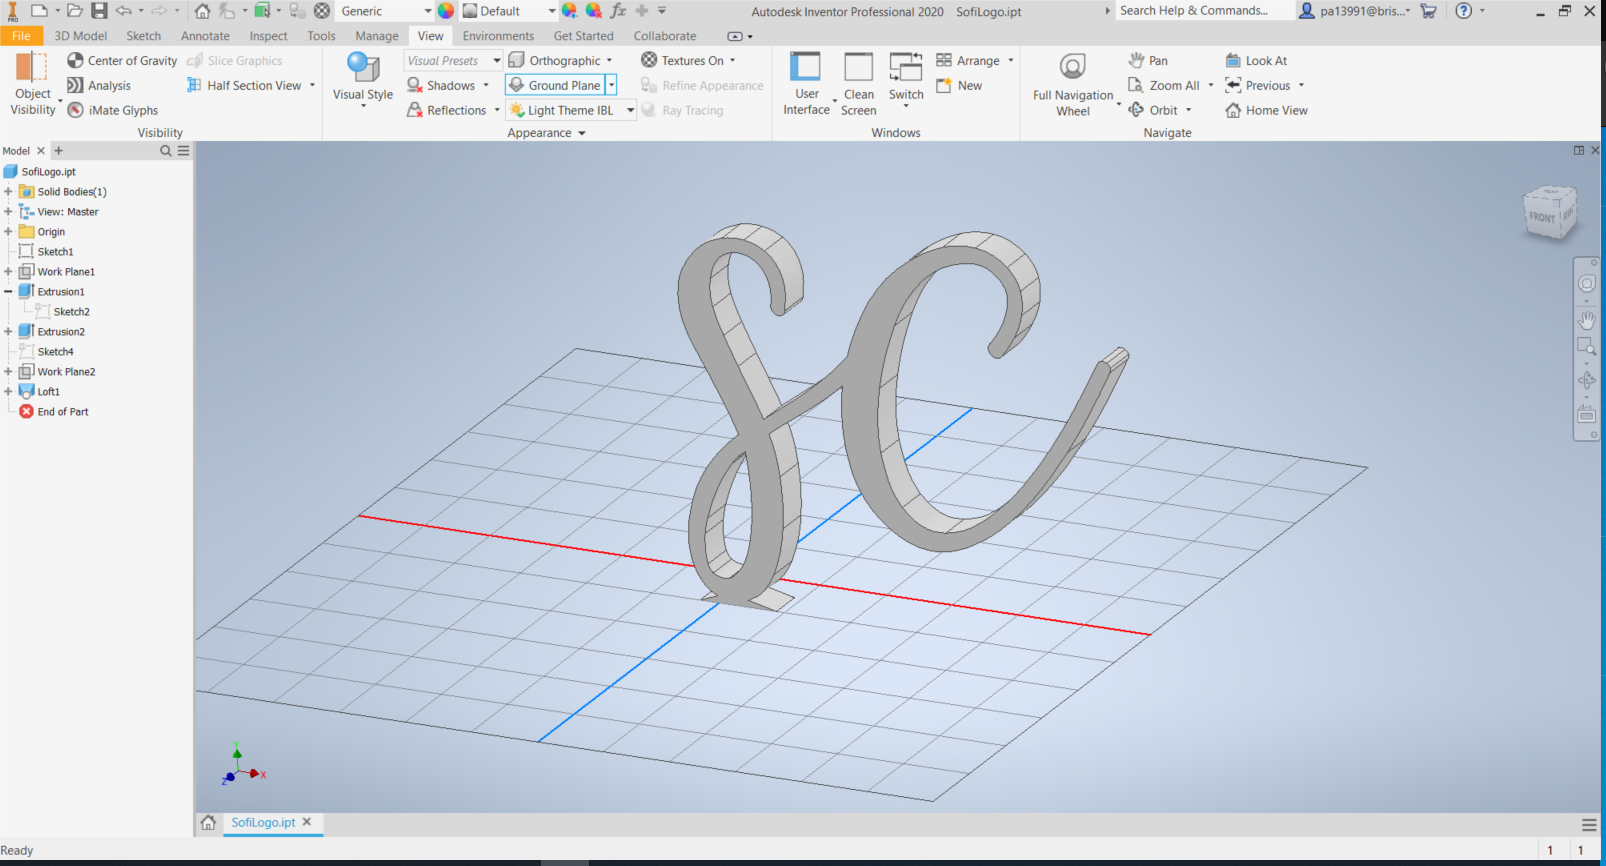 PRO
Generic
Default
fx
Autodesk Inventor Professional 2020 SofiLogo.ipt
Search Help & Commands...
pa13991@bris...
File 3D Model Sketch Annotate Inspect Tools Manage View Environments Get Started Collaborate
Object Visibility
Center of Gravity
Slice Graphics
Analysis
Half Section View
iMate Glyphs
Visibility
Visual Style
Visual Presets
Shadows
Reflections
Orthographic
Ground Plane
Light Theme IBL
Textures On
Refine Appearance
Ray Tracing
Appearance
User Interface
Clean Screen
Switch
Arrange
New
Windows
Full Navigation Wheel
Pan
Zoom All
Orbit
Look At
Previous
Home View
Navigate
Model
SofiLogo.ipt
Solid Bodies(1)
View: Master
Origin
Sketch1
Work Plane1
Extrusion1
Sketch2
Extrusion2
Sketch4
Work Plane2
Loft1
End of Part
SC
FRONT
Y
X
Z
SofiLogo.ipt
Ready
1 1